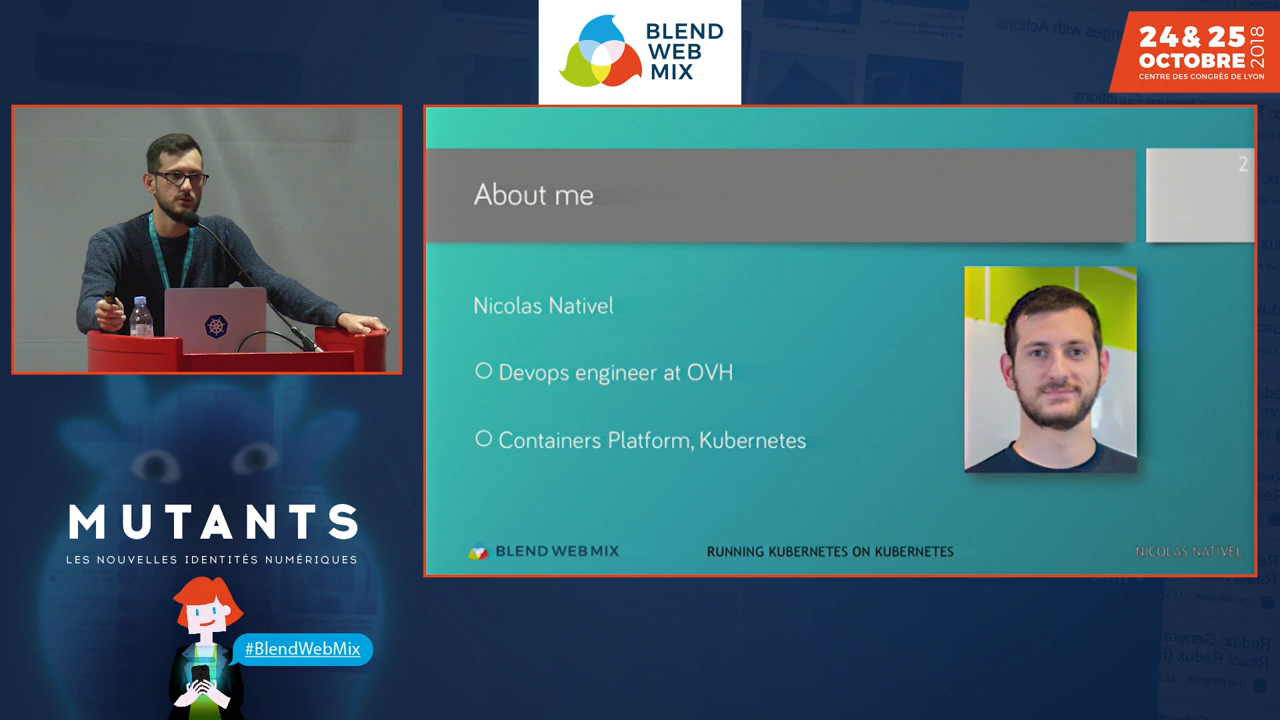 BLEND
WEB
MIX
24 & 25
OCTOBRE
2018
CENTRE DES CONGRÈS DE LYON
About me
2
Nicolas Nativel
Devops engineer at OVH
Containers Platform, Kubernetes
BLEND WEB MIX
RUNNING KUBERNETES ON KUBERNETES
NICOLAS NATIVEL
MUTANTS
LES NOUVELLES IDENTITÉS NUMÉRIQUES
#BlendWebMix